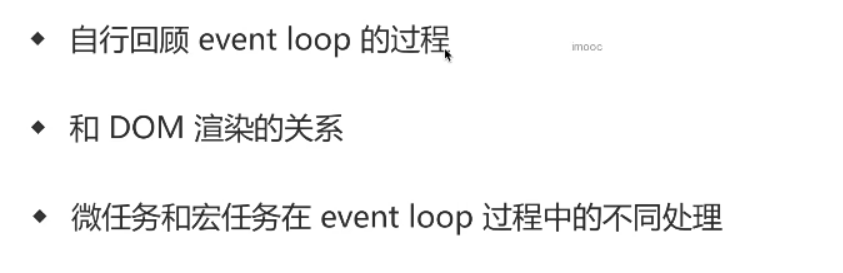 ◆ 自行回顾 event loop 的过程
imooc
◆ 和 DOM 渲染的关系
◆ 微任务和宏任务在 event loop 过程中的不同处理